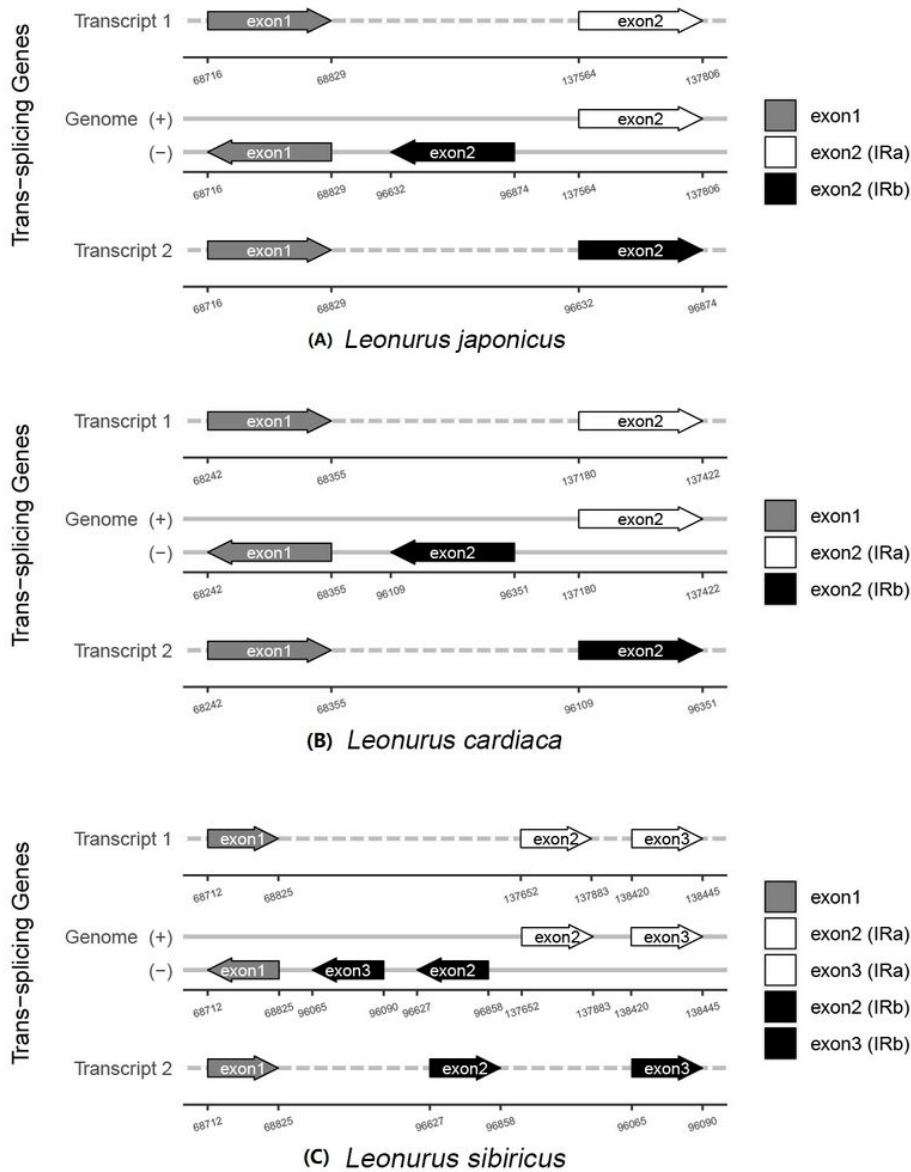 Trans−splicing Genes
Transcript 1
exon1
exon2
68716
68829
137564
137806
Genome (+)
exon2
(−)
exon1
exon2
68716
68829
96632
96874
137564
137806
exon1
exon2 (IRa)
exon2 (IRb)
Transcript 2
exon1
exon2
68716
68829
96632
96874
(A) Leonurus japonicus
Trans−splicing Genes
Transcript 1
exon1
exon2
68242
68355
137180
137422
Genome (+)
exon2
(−)
exon1
exon2
68242
68355
96109
96351
137180
137422
exon1
exon2 (IRa)
exon2 (IRb)
Transcript 2
exon1
exon2
68242
68355
96109
96351
(B) Leonurus cardiaca
Trans−splicing Genes
Transcript 1
exon1
exon2
exon3
68712
68825
137652
137883
138420
138445
Genome (+)
exon2
exon3
(−)
exon1
exon3
exon2
68712
68825
96065
96090
96627
96858
137652
137883
138420
138445
exon1
exon2 (IRa)
exon3 (IRa)
exon2 (IRb)
exon3 (IRb)
Transcript 2
exon1
exon2
exon3
68712
68825
96627
96858
96065
96090
(C) Leonurus sibiricus